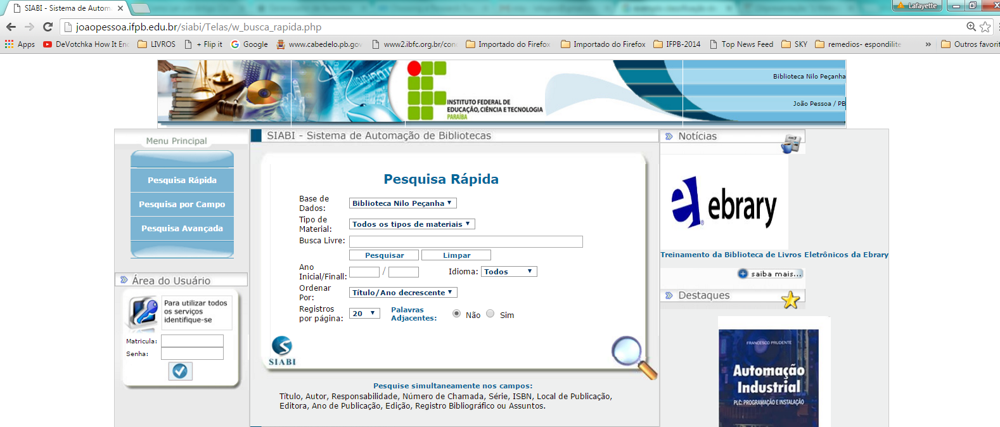 SIABI - Sistema de Autom
Lafayette
joaopessoa.ifpb.edu.br/siabi/Telas/w_busca_rapida.php
Apps
DeVotchka How It En
LIVROS
+ Flip it
Google
www.cabedelo.pb.gov
www2.ibfc.org.br/con
Importado do Firefox
Importado do Firefox
IFPB-2014
Top News Feed
SKY
remedios- espondilite
»
Outros favorit
INSTITUTO FEDERAL DE
EDUCAÇÃO, CIÊNCIA E TECNOLOGIA
PARAÍBA
Biblioteca Nilo Peçanha
João Pessoa / PB
Menu Principal
Pesquisa Rápida
Pesquisa por Campo
Pesquisa Avançada
Área do Usuário
Para utilizar todos
os serviços
identifique-se
Matricula:
Senha:
SIABI - Sistema de Automação de Bibliotecas
Pesquisa Rápida
Base de
Dados:
Biblioteca Nilo Peçanha
Tipo de
Material:
Todos os tipos de materiais
Busca Livre:
Pesquisar Limpar
Ano
Inicial/Finall: /
Idioma: Todos
Ordenar
Por:
Título/Ano decrescente
Registros
por página:
20
Palavras
Adjacentes:
Não Sim
SIABI
Pesquise simultaneamente nos campos:
Título, Autor, Responsabilidade, Número de Chamada, Série, ISBN, Local de Publicação,
Editora, Ano de Publicação, Edição, Registro Bibliográfico ou Assuntos.
Notícias
ebrary
Treinamento da Biblioteca de Livros Eletrônicos da Ebrary
saiba mais...
Destaques
FRANCESCO PRUDENTE
Automação
Industrial
PLC: PROGRAMAÇÃO E INSTALAÇÃO